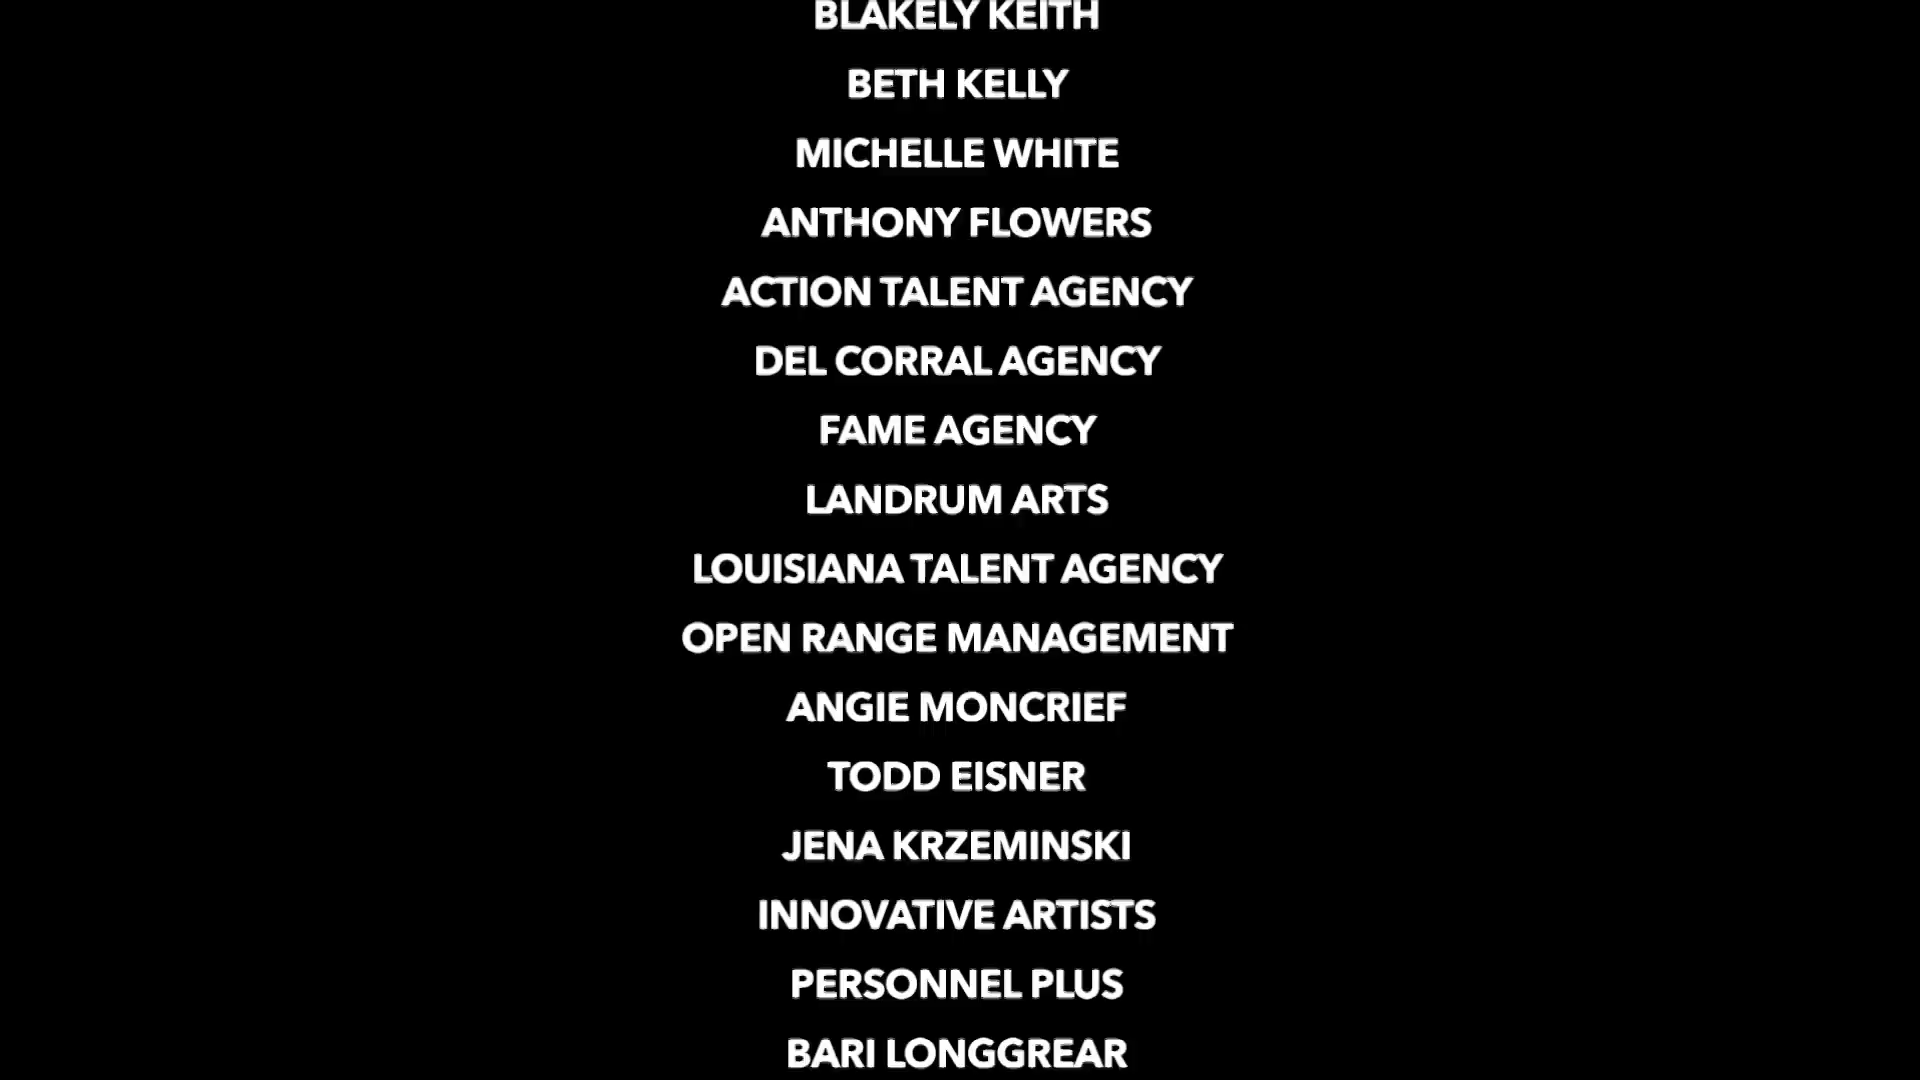 BLAKELY KEITH
BETH KELLY
MICHELLE WHITE
ANTHONY FLOWERS
ACTION TALENT AGENCY
DEL CORRAL AGENCY
FAME AGENCY
LANDRUM ARTS
LOUISIANA TALENT AGENCY
OPEN RANGE MANAGEMENT
ANGIE MONCRIEF
TODD EISNER
JENA KRZEMINSKI
INNOVATIVE ARTISTS
PERSONNEL PLUS
BARI LONGGREAR